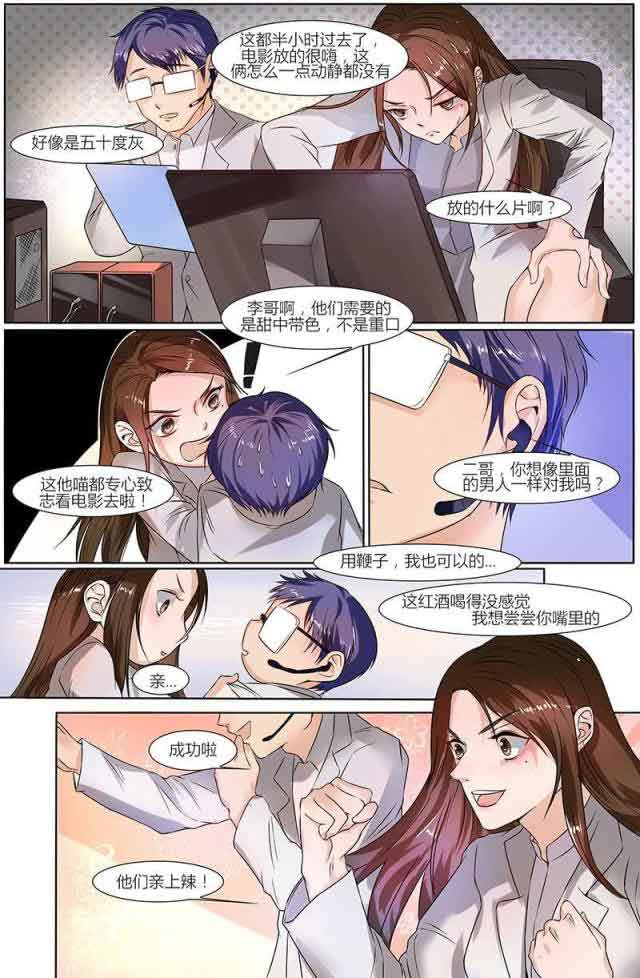 这都半小时过去了，
电影放的很嗨，这
俩怎么一点动静都没有
好像是五十度灰
放的什么片啊？
李哥啊，他们需要的
是甜中带色，不是重口
！
这他喵都专心致
志看电影去啦！
二哥，你想像里面
的男人一样对我吗？
用鞭子，我也可以的...
这红酒喝得没感觉
我想尝尝你嘴里的
亲...
成功啦
他们亲上辣！